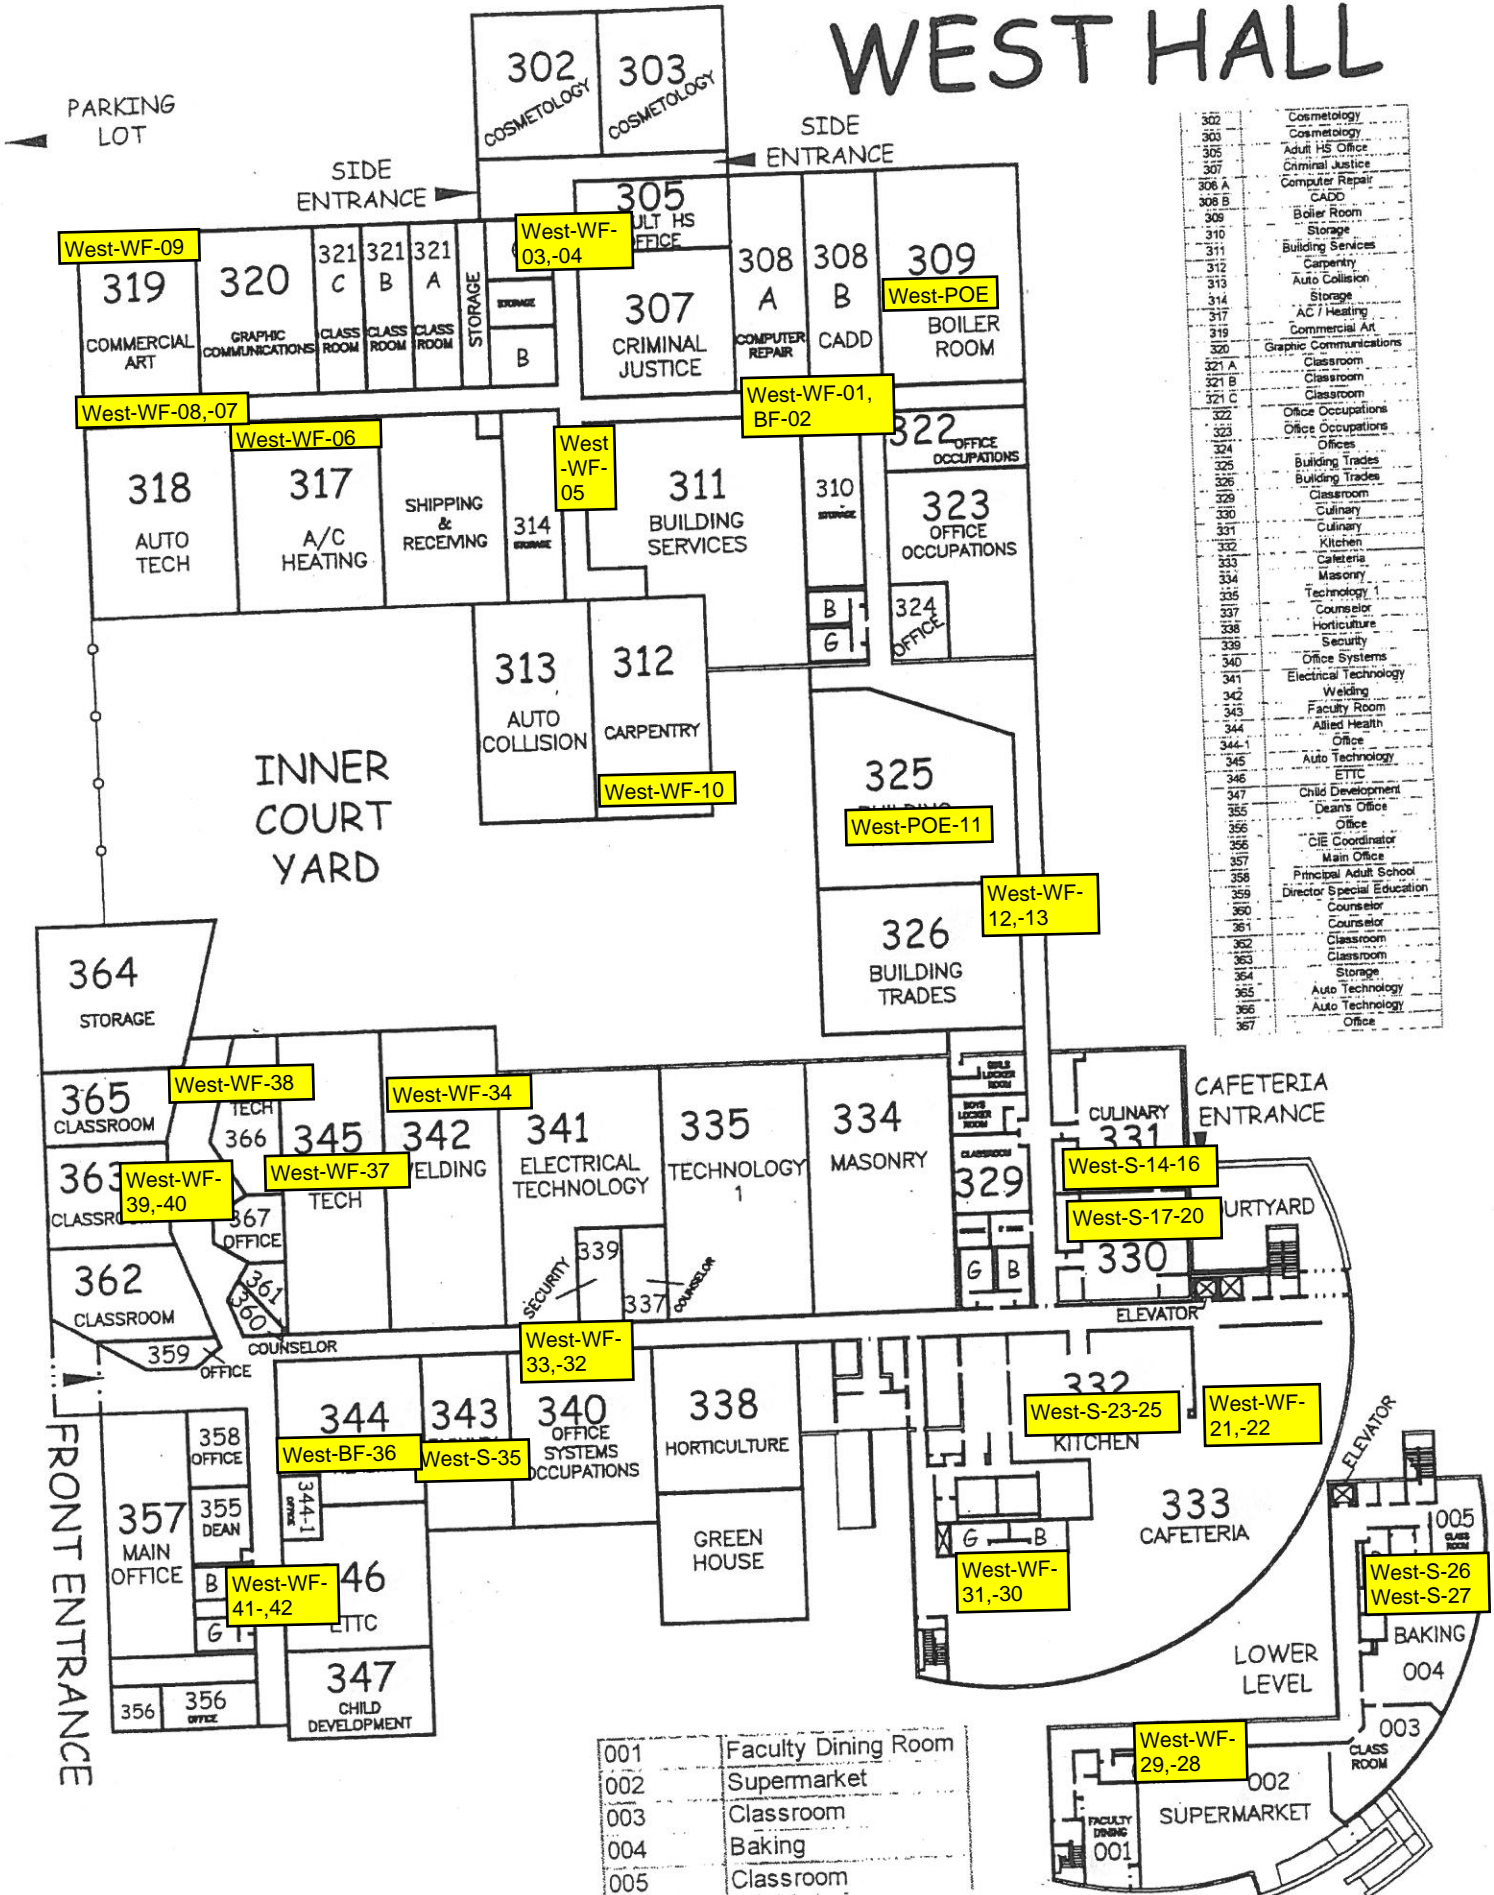 WEST HALL
PARKING
LOT
SIDE
ENTRANCE
SIDE
ENTRANCE
302
COSMETOLOGY
303
COSMETOLOGY
305
ULT HS
FFICE
West-WF-
03,-04
West-WF-09
319
COMMERCIAL
ART
320
GRAPHIC
COMMUNICATIONS
321
C
CLASS
ROOM
321
B
CLASS
ROOM
321
A
CLASS
ROOM
STORAGE
STORAGE
B
307
CRIMINAL
JUSTICE
308
A
COMPUTER
REPAIR
308
B
CADD
309
West-POE
BOILER
ROOM
West-WF-08,-07
West-WF-06
West
-WF-
05
West-WF-01,
BF-02
318
AUTO
TECH
317
A/C
HEATING
SHIPPING
&
RECEIVING
314
STORAGE
311
BUILDING
SERVICES
310
STORAGE
322
OFFICE
OCCUPATIONS
323
OFFICE
OCCUPATIONS
B
G
324
OFFICE
313
AUTO
COLLISION
312
CARPENTRY
West-WF-10
INNER
COURT
YARD
325
West-POE-11
West-WF-
12,-13
326
BUILDING
TRADES
302 Cosmetology
303 Cosmetology
305 Adult HS Office
307 Criminal Justice
308 A Computer Repair
308 B CADD
309 Boiler Room
310 Storage
311 Building Services
312 Carpentry
313 Auto Collision
314 Storage
317 AC / Heating
319 Commercial Art
320 Graphic Communications
321 A Classroom
321 B Classroom
321 C Classroom
322 Office Occupations
323 Office Occupations
324 Offices
325 Building Trades
326 Building Trades
329 Classroom
330 Culinary
331 Culinary
332 Kitchen
333 Cafeteria
334 Masonry
335 Technology 1
337 Counselor
338 Horticulture
339 Security
340 Office Systems
341 Electrical Technology
342 Welding
343 Faculty Room
344 Allied Health
344-1 Office
345 Auto Technology
346 ETTC
347 Child Development
355 Dean's Office
356 Office
356 CIE Coordinator
357 Main Office
358 Principal Adult School
359 Director Special Education
360 Counselor
361 Counselor
362 Classroom
363 Classroom
364 Storage
365 Auto Technology
366 Auto Technology
367 Office
364
STORAGE
365
CLASSROOM
West-WF-38
TECH
366
363
CLASSRO
West-WF-
39,-40
367
OFFICE
362
CLASSROOM
361
360
COUNSELOR
359
OFFICE
345
West-WF-37
TECH
West-WF-34
342
ELDING
341
ELECTRICAL
TECHNOLOGY
335
TECHNOLOGY
1
334
MASONRY
GIRLS
LOCKER
ROOM
BOYS
LOCKER
ROOM
CLASSROOM
329
G
B
CULINARY
331
West-S-14-16
West-S-17-20
330
CAFETERIA
ENTRANCE
URTYARD
ELEVATOR
SECURITY
339
337
COUNSELOR
West-WF-
33,-32
344
West-BF-36
344-1
OFFICE
343
West-S-35
340
OFFICE
SYSTEMS
OCCUPATIONS
338
HORTICULTURE
GREEN
HOUSE
332
West-S-23-25
KITCHEN
West-WF-
21,-22
333
CAFETERIA
G
B
West-WF-
31,-30
FRONT ENTRANCE
358
OFFICE
355
DEAN
357
MAIN
OFFICE
B
G
West-WF-
41-,42
46
ETTC
347
CHILD
DEVELOPMENT
356
356
OFFICE
ELEVATOR
005
CLASS
ROOM
West-S-26
West-S-27
BAKING
004
LOWER
LEVEL
003
CLASS
ROOM
West-WF-
29,-28
002
SUPERMARKET
FACULTY
DINING
001
001 Faculty Dining Room
002 Supermarket
003 Classroom
004 Baking
005 Classroom